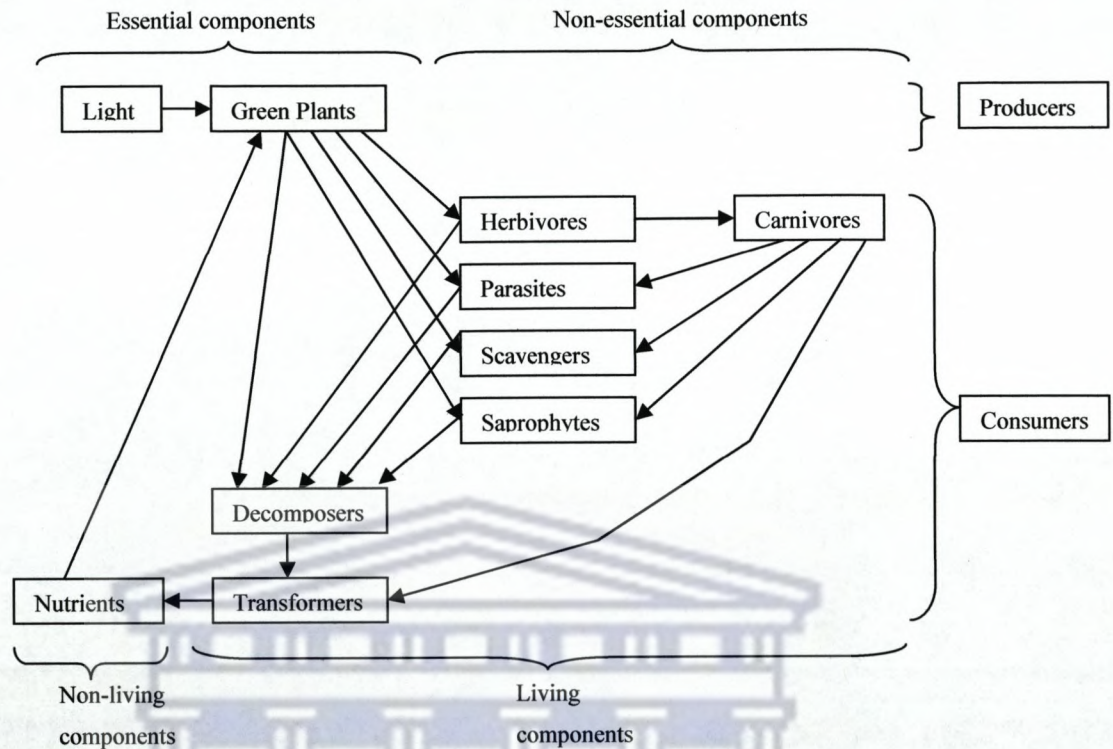 Essential components
Non-essential components
Light
Green Plants
Producers
Herbivores
Carnivores
Parasites
Scavengers
Saprophytes
Consumers
Decomposers
Nutrients
Transformers
Non-living
components
Living
components